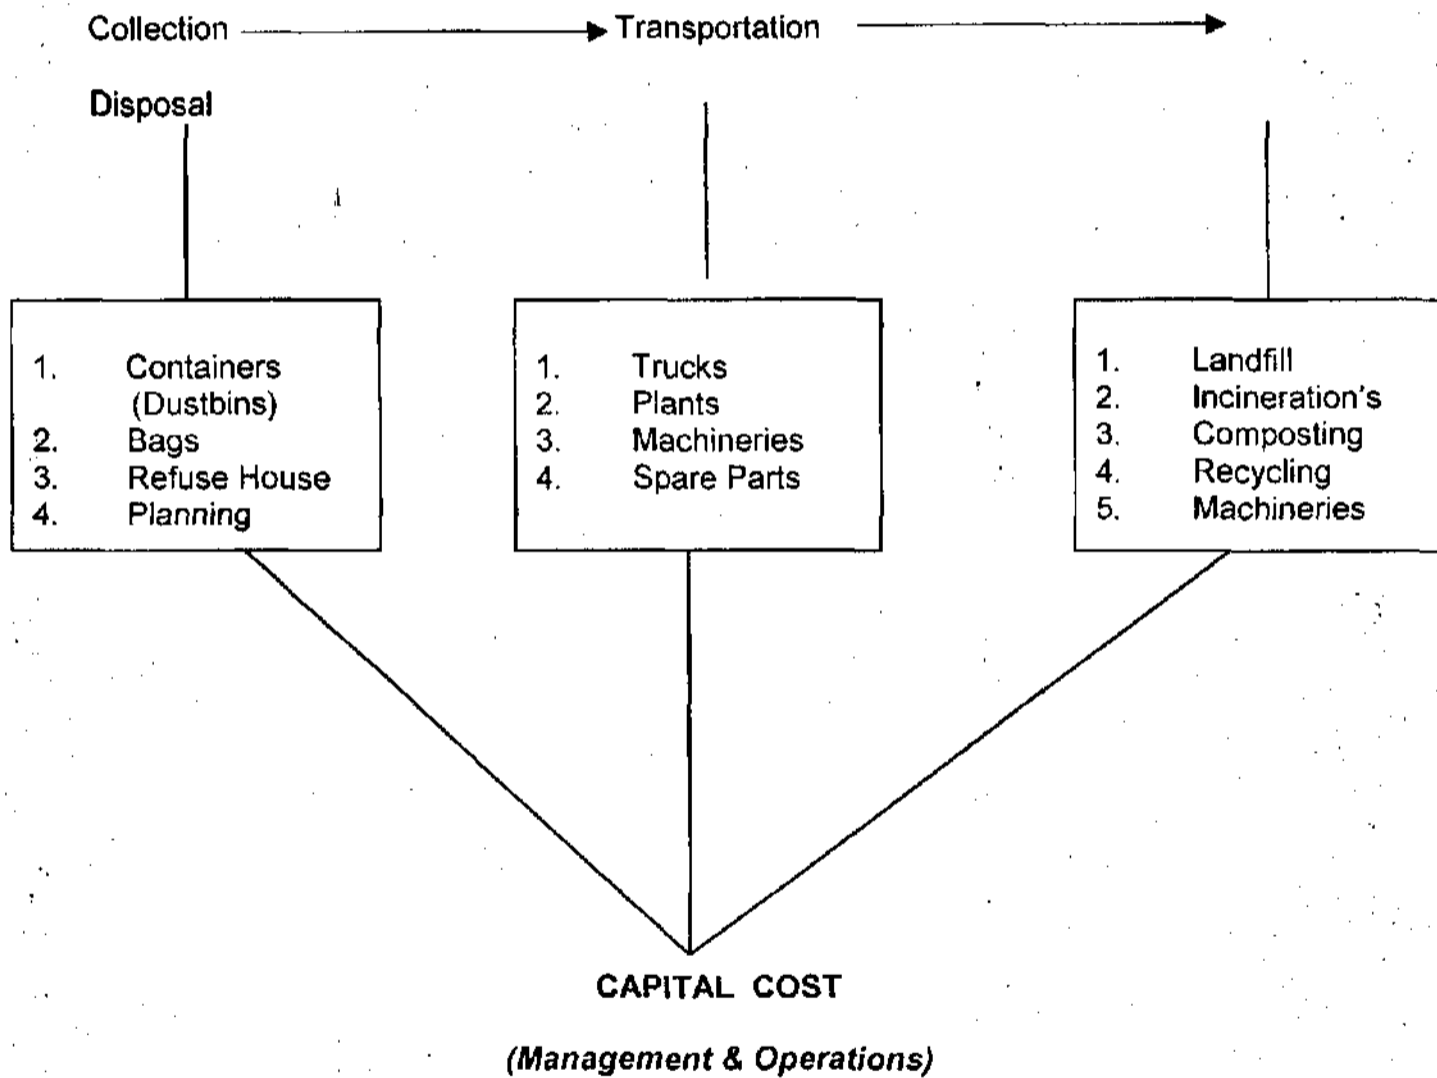 Collection Transportation
Disposal
1. Containers
(Dustbins)
2. Bags
3. Refuse House
4. Planning
1. Trucks
2. Plants
3. Machineries
4. Spare Parts
1. Landfill
2. Incineration's
3. Composting
4. Recycling
5. Machineries
CAPITAL COST
(Management & Operations)